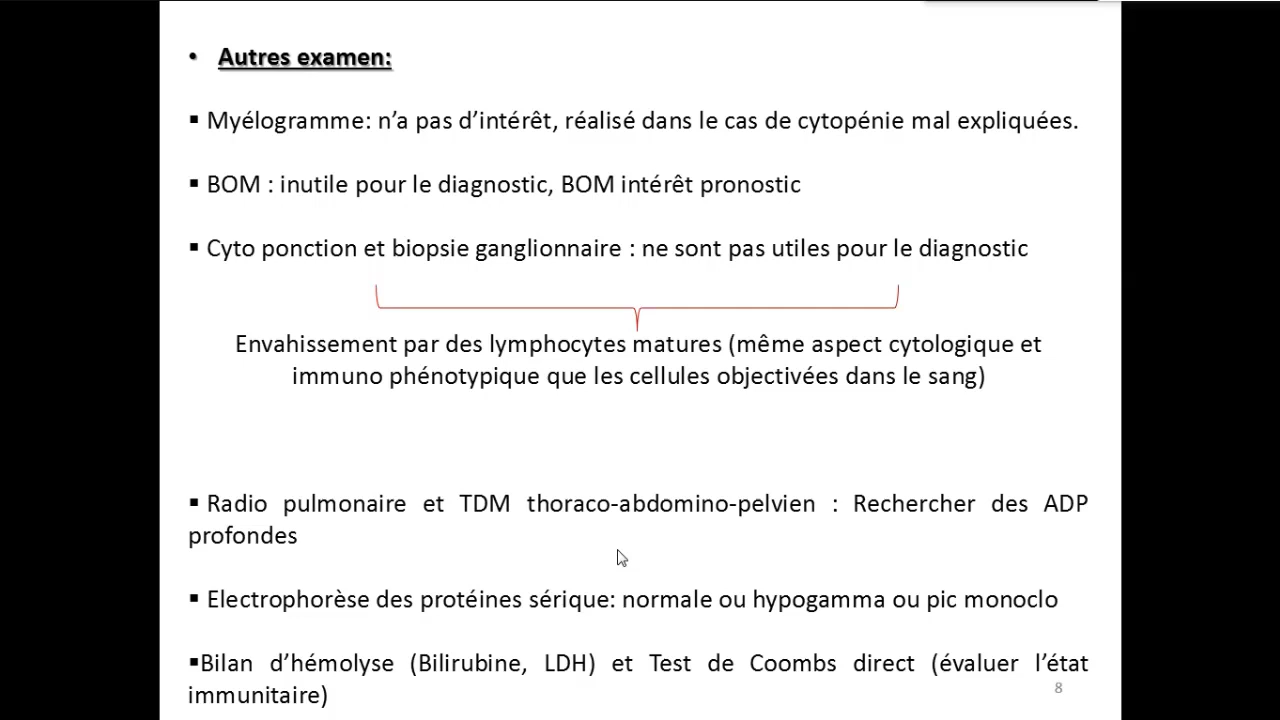 • Autres examen:
▪ Myélogramme: n’a pas d’intérêt, réalisé dans le cas de cytopénie mal expliquées.
▪ BOM : inutile pour le diagnostic, BOM intérêt pronostic
▪ Cyto ponction et biopsie ganglionnaire : ne sont pas utiles pour le diagnostic
Envahissement par des lymphocytes matures (même aspect cytologique et
immuno phénotypique que les cellules objectivées dans le sang)
▪ Radio pulmonaire et TDM thoraco-abdomino-pelvien : Rechercher des ADP
profondes
▪ Electrophorèse des protéines sérique: normale ou hypogamma ou pic monoclo
▪Bilan d’hémolyse (Bilirubine, LDH) et Test de Coombs direct (évaluer l’état
immunitaire)
8